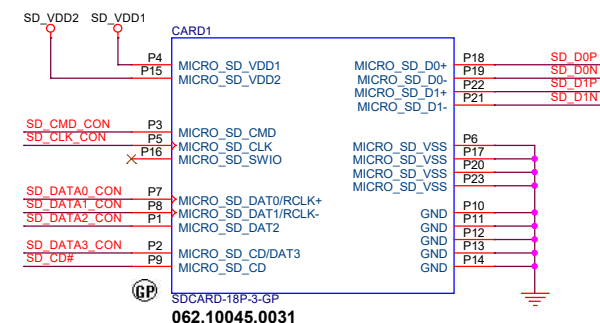 SD_VDD2 SD_VDD1
CARD1
P4 MICRO_SD_VDD1
P15 MICRO_SD_VDD2
P3 SD_CMD_CON MICRO_SD_CMD
P5 SD_CLK_CON MICRO_SD_CLK
P16 MICRO_SD_SWIO
P7 SD_DATA0_CON MICRO_SD_DAT0/RCLK+
P8 SD_DATA1_CON MICRO_SD_DAT1/RCLK-
P1 SD_DATA2_CON MICRO_SD_DAT2
P2 SD_DATA3_CON MICRO_SD_CD/DAT3
P9 SD_CD# MICRO_SD_CD
MICRO_SD_D0+ P18 SD_D0P
MICRO_SD_D0- P19 SD_D0N
MICRO_SD_D1+ P22 SD_D1P
MICRO_SD_D1- P21 SD_D1N
MICRO_SD_VSS P6
MICRO_SD_VSS P17
MICRO_SD_VSS P20
MICRO_SD_VSS P23
GND P10
GND P11
GND P12
GND P13
GND P14
GP
SDCARD-18P-3-GP
062.10045.0031